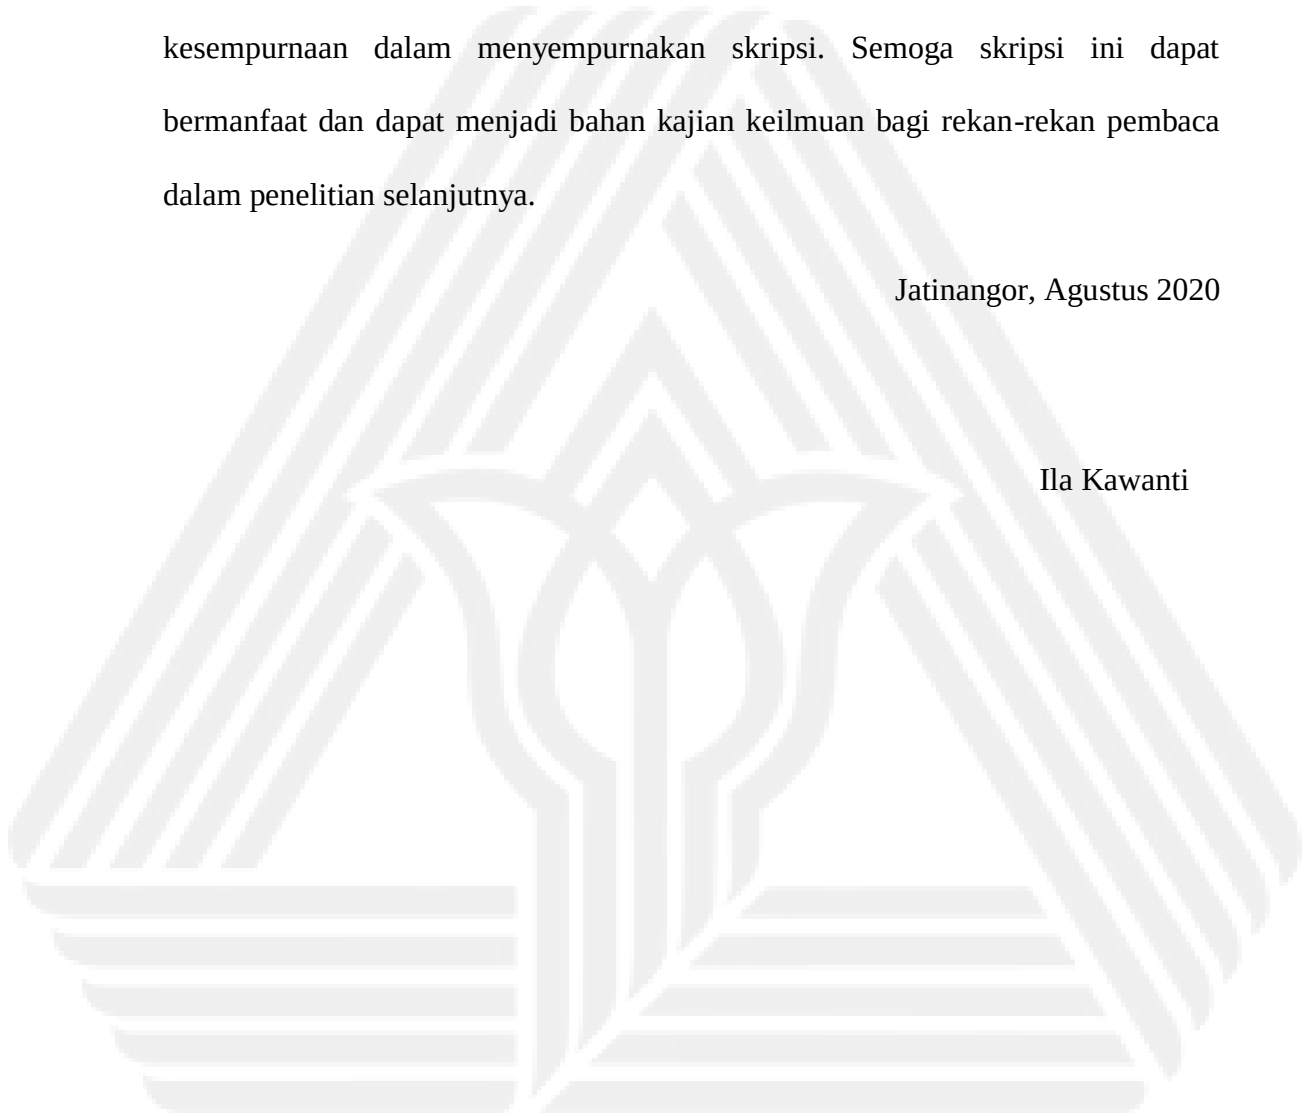 kesempurnaan dalam menyempurnakan skripsi. Semoga skripsi ini dapat
bermanfaat dan dapat menjadi bahan kajian keilmuan bagi rekan-rekan pembaca
dalam penelitian selanjutnya.
Jatinangor, Agustus 2020
Ila Kawanti